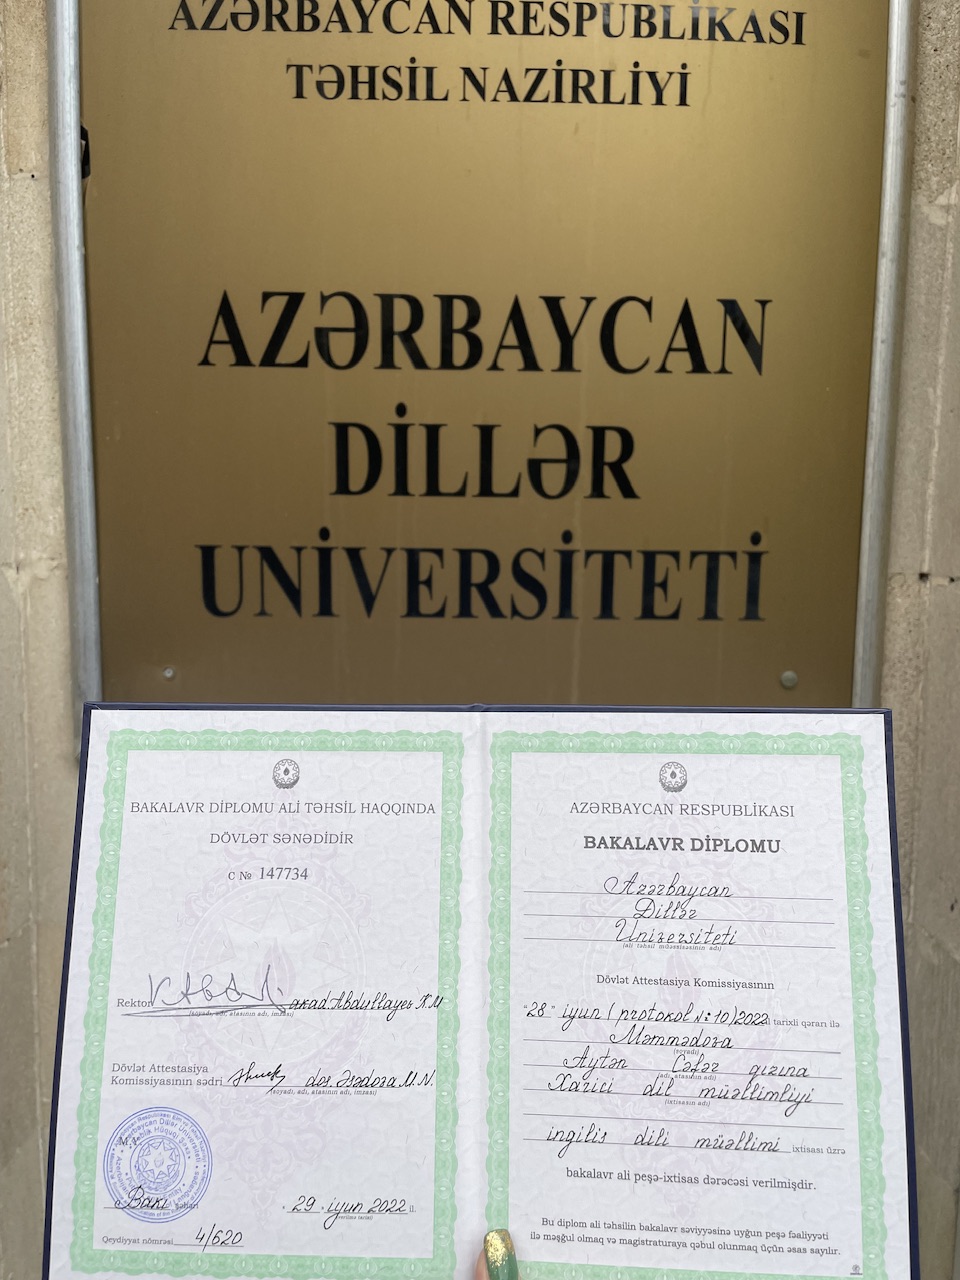 AZƏRBAYCAN RESPUBLİKASI
TƏHSİL NAZİRLİYİ
AZƏRBAYCAN
DİLLƏR
UNİVERSİTETİ
BAKALAVR DİPLOMU ALİ TƏHSİL HAQQINDA
DÖVLƏT SƏNƏDİDİR
C № 147734
Rektor akad. Abdullayev K.M
(soyadı, adı, atasının adı, imzası)
Dövlət Attestasiya
Komissiyasının sədri dos. Əsədova M.N.
(soyadı, adı, atasının adı, imzası)
M.Y.
Bakı şəhəri
"29" iyun 2022 il.
(verilmə tarixi)
Qeydiyyat nömrəsi 4/620
AZƏRBAYCAN RESPUBLİKASI
BAKALAVR DİPLOMU
Azərbaycan
Dillər
Universiteti
(ali təhsil müəssisəsinin adı)
Dövlət Attestasiya Komissiyasının
"28" iyun (protokol №10) 2022 il tarixli qərarı ilə
Məmmədova
(soyadı)
Aytən Cəfər qızına
(adı, atasının adı)
Xarici dil müəllimliyi
(ixtisasın adı)
ingilis dili müəllimi ixtisası üzrə
bakalavr ali peşə-ixtisas dərəcəsi verilmişdir.
Bu diplom ali təhsilin bakalavr səviyyəsinə uyğun peşə fəaliyyəti
ilə məşğul olmaq və magistraturaya qəbul olunmaq üçün əsas sayılır.